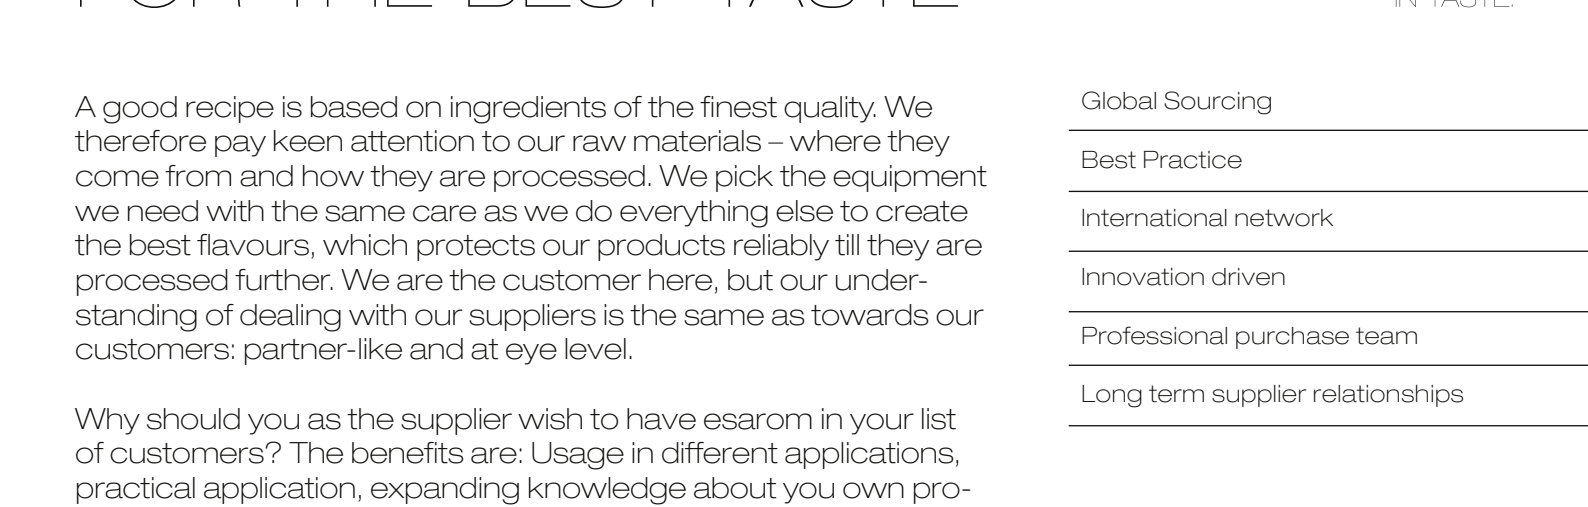 FOR THE BEST TASTE
IN TASTE.
A good recipe is based on ingredients of the finest quality. We
therefore pay keen attention to our raw materials – where they
come from and how they are processed. We pick the equipment
we need with the same care as we do everything else to create
the best flavours, which protects our products reliably till they are
processed further. We are the customer here, but our under-
standing of dealing with our suppliers is the same as towards our
customers: partner-like and at eye level.
Why should you as the supplier wish to have esarom in your list
of customers? The benefits are: Usage in different applications,
practical application, expanding knowledge about you own pro-
Global Sourcing
Best Practice
International network
Innovation driven
Professional purchase team
Long term supplier relationships